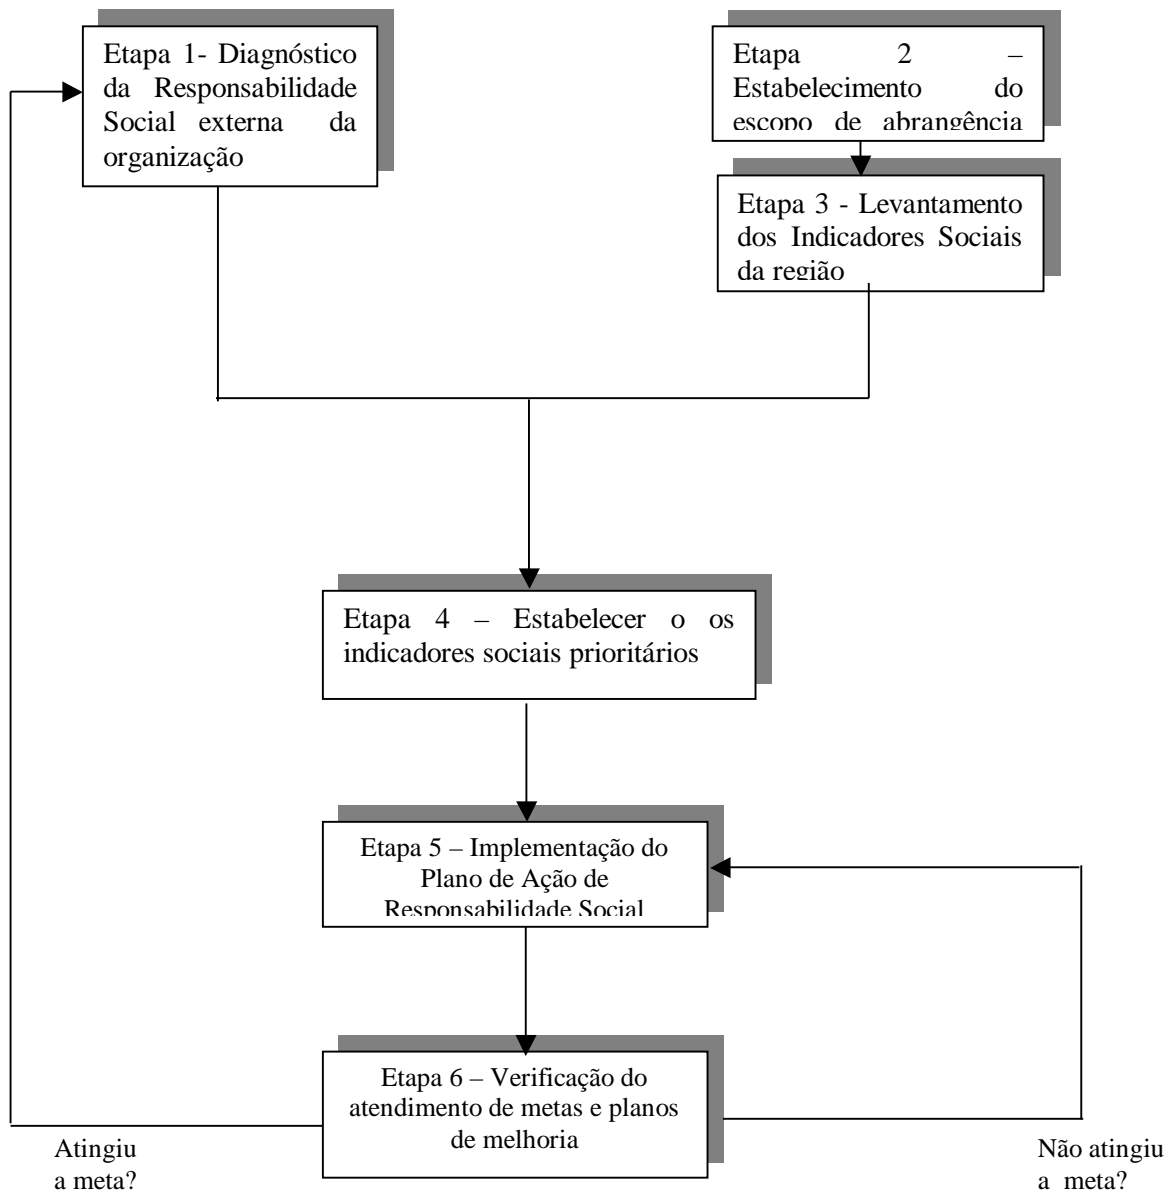 Etapa 1- Diagnóstico
da Responsabilidade
Social externa da
organização
Etapa 2 –
Estabelecimento do
escopo de abrangência
Etapa 3 - Levantamento
dos Indicadores Sociais
da região
Etapa 4 – Estabelecer o os
indicadores sociais prioritários
Etapa 5 – Implementação do
Plano de Ação de
Responsabilidade Social
Etapa 6 – Verificação do
atendimento de metas e planos
de melhoria
Atingiu
a meta?
Não atingiu
a meta?